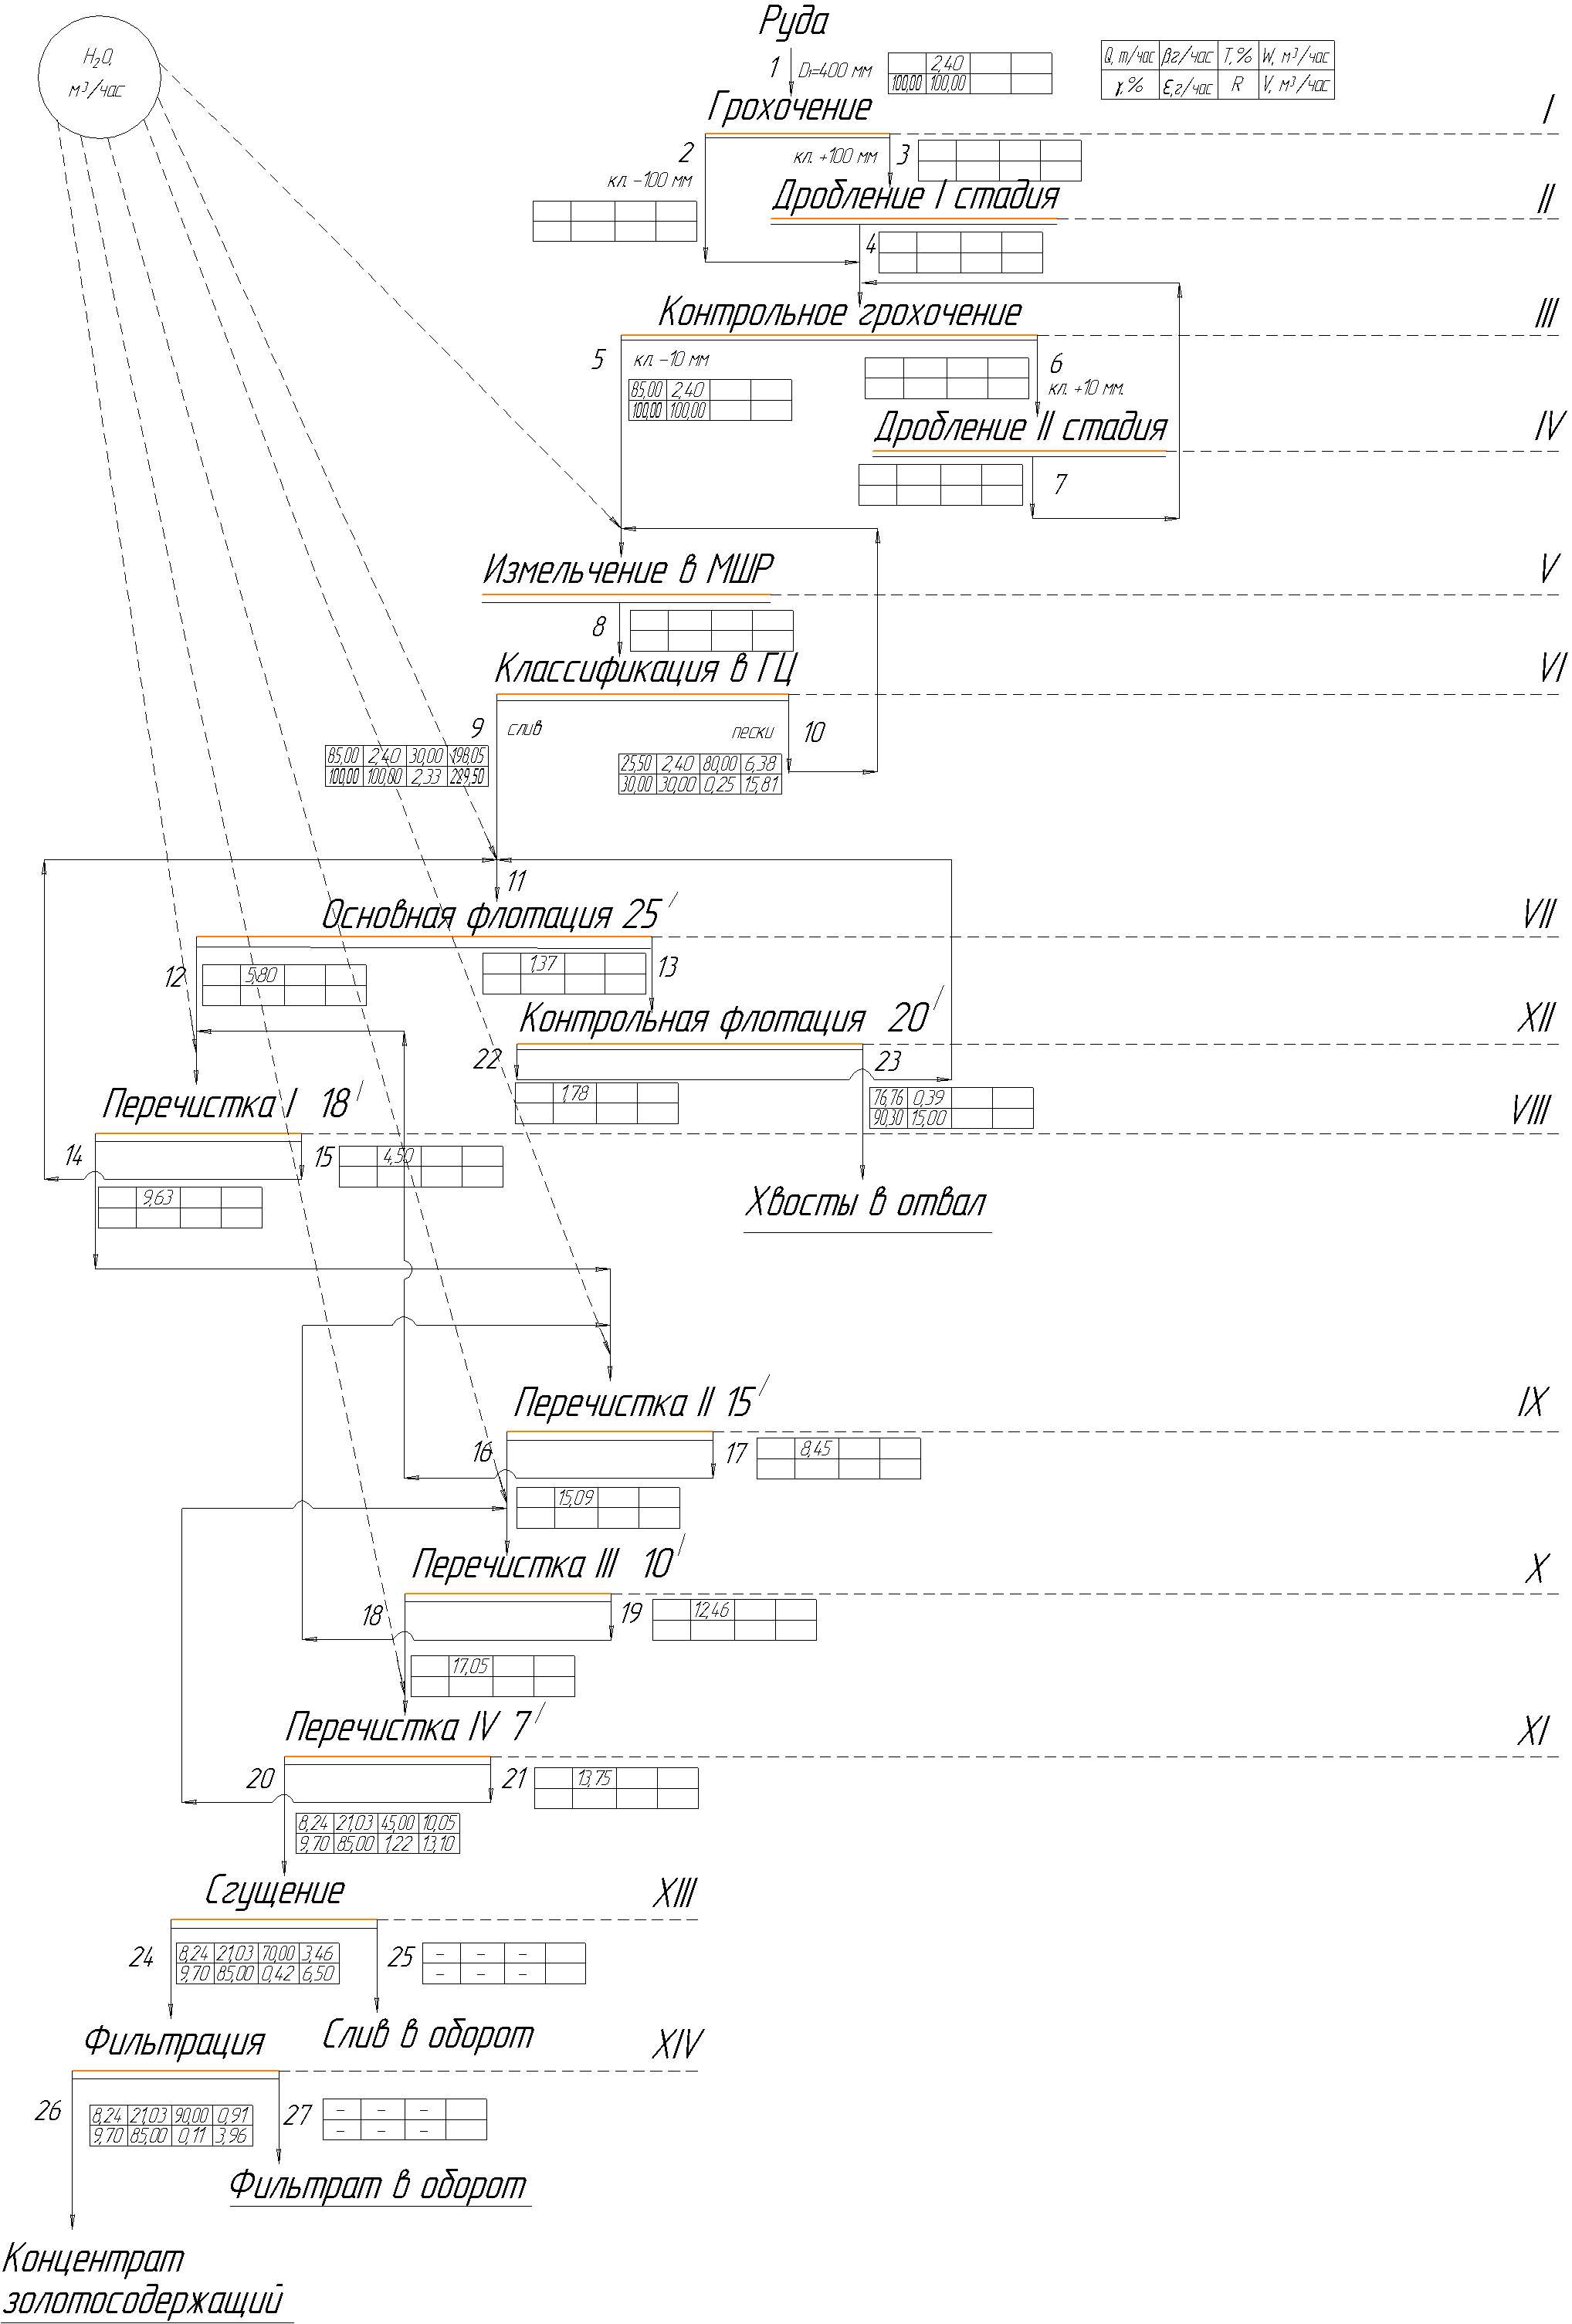 Руда
H₂O,
м³/час
1 D₁=400 мм
2,40
100,00 100,00
Q, т/час β,г/час T,% W, м³/час
γ,% ε,г/час R V, м³/час
Грохочение I
2 кл. -100 мм
кл. +100 мм 3
Дробление I стадия II
4
Контрольное грохочение III
5 кл. -10 мм
85,00 2,40
100,00 100,00
6
кл. +10 мм.
Дробление II стадия IV
7
Измельчение в МШР V
8
Классификация в ГЦ VI
9 слив
85,00 2,40 30,00 198,05
100,00 100,00 2,33 229,50
пески 10
25,50 2,40 80,00 6,38
30,00 30,00 0,25 15,81
11
Основная флотация 25′ VII
12
5,80
1,37
13
Контрольная флотация 20′ XII
22
1,78
23
76,76 0,39
90,30 15,00
Перечистка I 18′ VIII
14
9,63
15
4,50
Хвосты в отвал
Перечистка II 15′ IX
16
15,09
17
8,45
Перечистка III 10′ X
18
17,05
19
12,46
Перечистка IV 7′ XI
20
8,24 21,03 45,00 10,05
9,70 85,00 1,22 13,10
21
13,75
Сгущение XIII
24
8,24 21,03 70,00 3,46
9,70 85,00 0,42 6,50
25
– – –
– – –
Фильтрация Слив в оборот XIV
26
8,24 21,03 90,00 0,91
9,70 85,00 0,11 3,96
27
– – –
– – –
Фильтрат в оборот
Концентрат
золотосодержащий